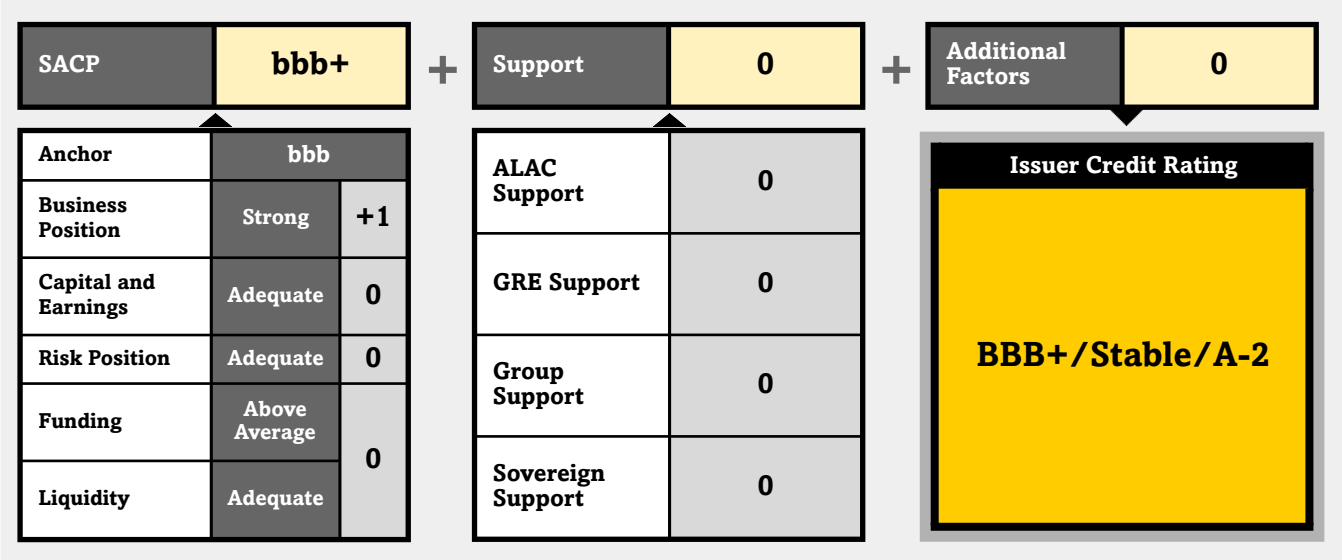 SACP
bbb+
+
Support
0
+
Additional
Factors
0
Anchor
bbb
Business
Position
Strong
+1
Capital and
Earnings
Adequate
0
Risk Position
Adequate
0
Funding
Above
Average
0
Liquidity
Adequate
ALAC
Support
0
GRE Support
0
Group
Support
0
Sovereign
Support
0
Issuer Credit Rating
BBB+/Stable/A-2